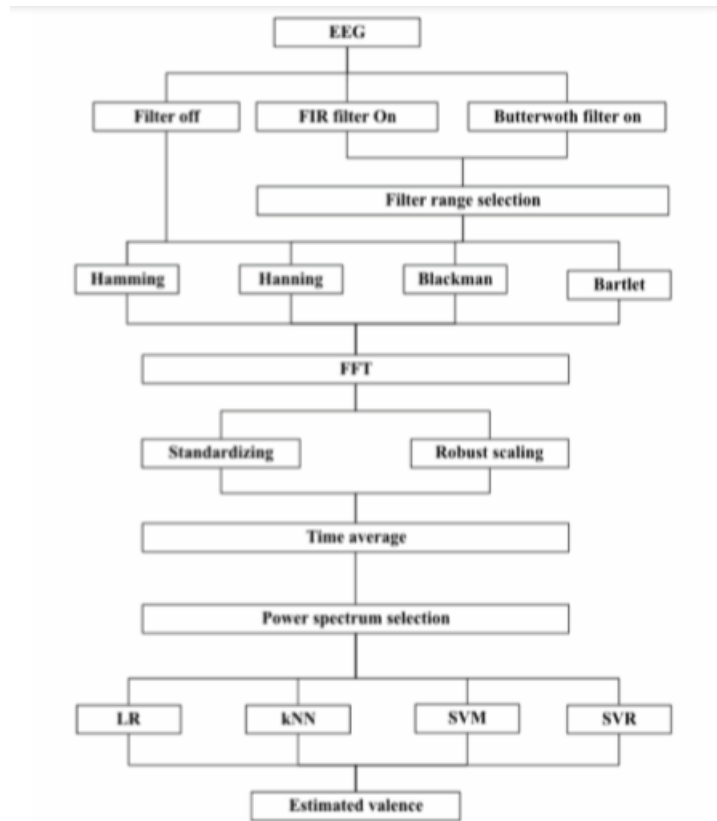 EEG
Filter off
FIR filter On
Butterwoth filter on
Filter range selection
Hamming
Hanning
Blackman
Bartlet
FFT
Standardizing
Robust scaling
Time average
Power spectrum selection
LR
kNN
SVM
SVR
Estimated valence